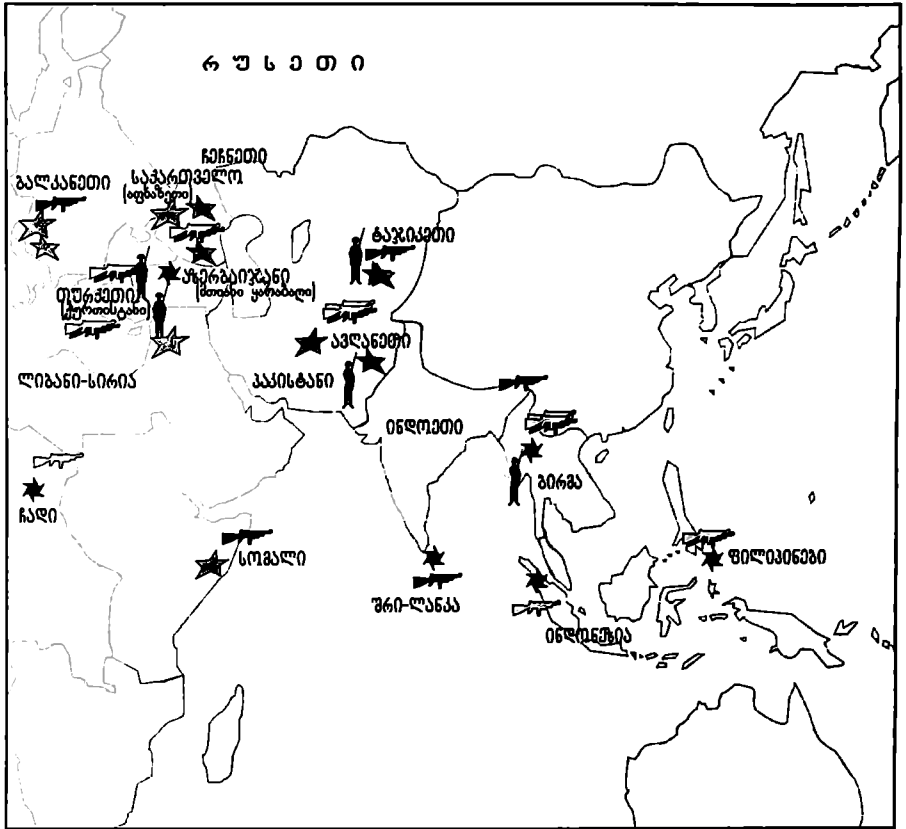 რუსეთი
ჩეჩნეთი
საქართველო
(აფხაზეთი)
ბალკანეთი
ტაჯიკეთი
აზერბაიჯანი
(მთიანი ყარაბაღი)
თურქეთი
(ქურთისტანი)
ავღანეთი
ლიბანი-სირია
პაკისტანი
ინდოეთი
ბირმა
ჩადი
სომალი
ფილიპინები
შრი-ლანკა
ინდონეზია